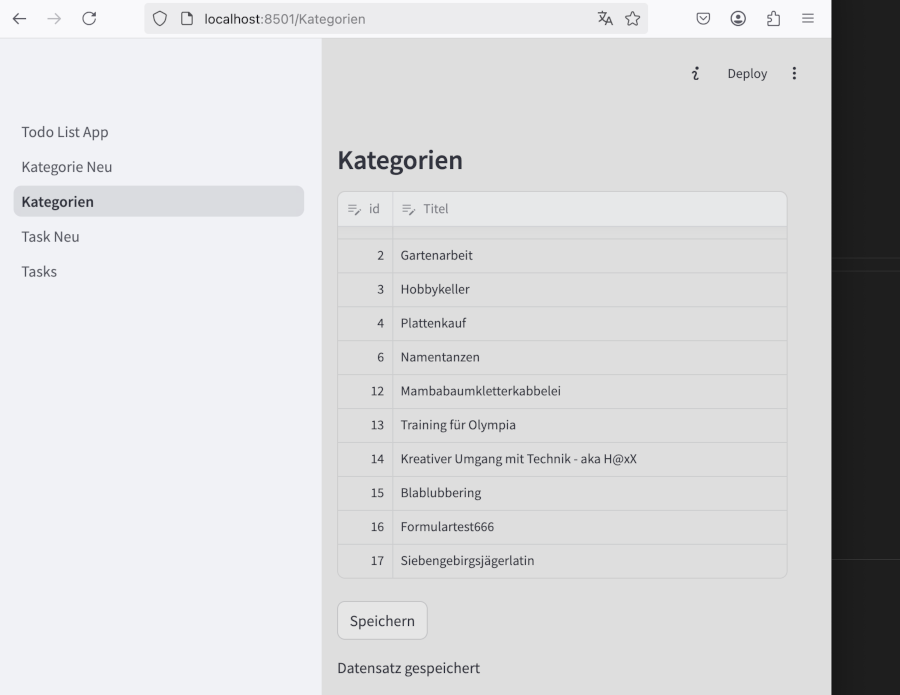 localhost:8501/Kategorien
Deploy
Todo List App
Kategorie Neu
Kategorien
Task Neu
Tasks
Kategorien
id Titel
2 Gartenarbeit
3 Hobbykeller
4 Plattenkauf
6 Namentanzen
12 Mambabaumkletterkabbelei
13 Training für Olympia
14 Kreativer Umgang mit Technik - aka H@xX
15 Blablubbering
16 Formulartest666
17 Siebengebirgsjägerlatin
Speichern
Datensatz gespeichert